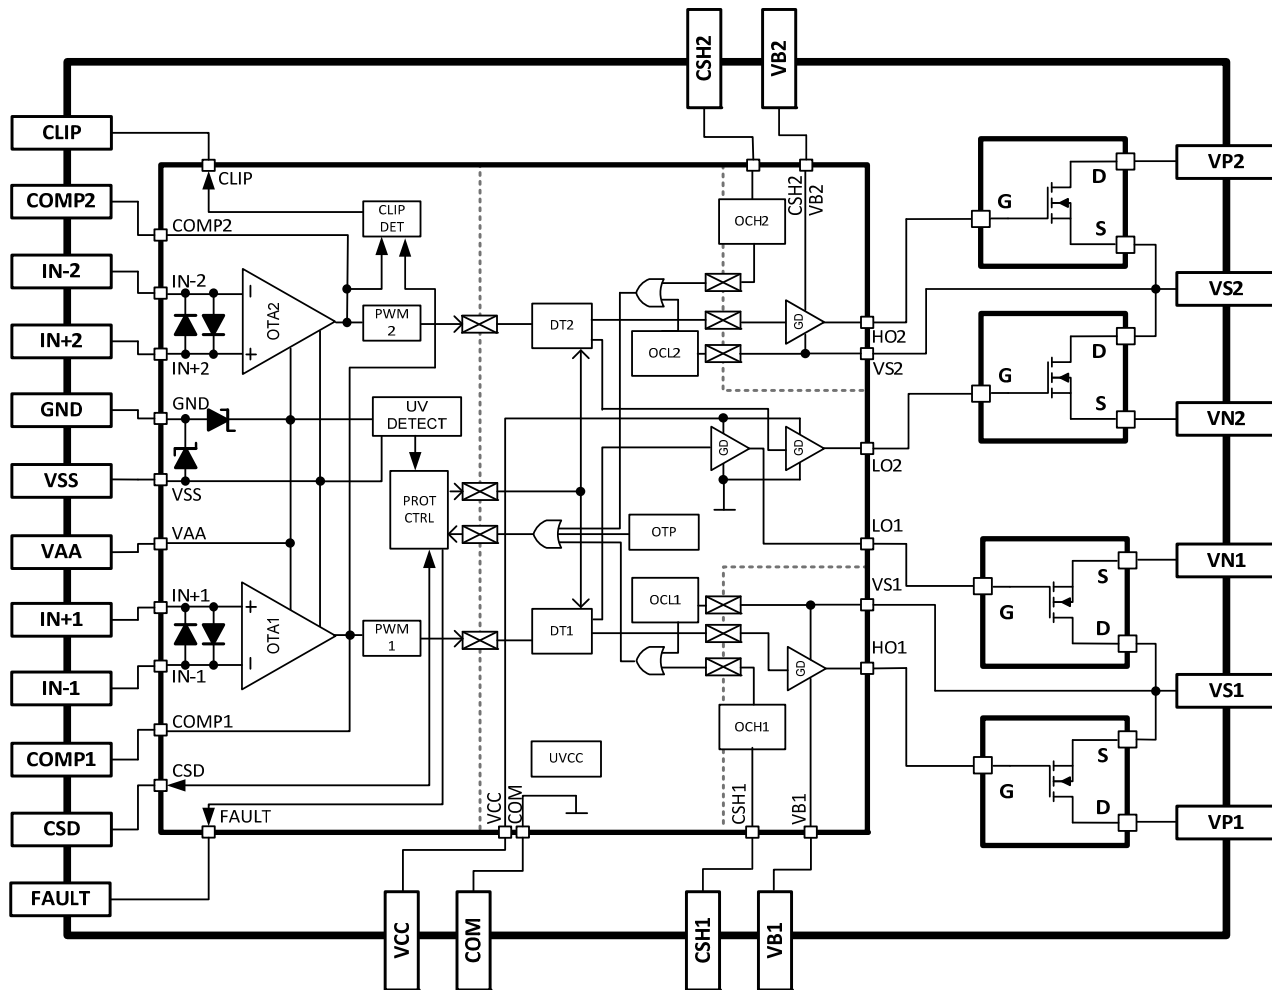 CSH2
VB2
CLIP
COMP2
IN-2
IN+2
GND
VSS
VAA
IN+1
IN-1
COMP1
CSD
FAULT
CLIP
COMP2
IN-2
IN+2
GND
VSS
VAA
IN+1
IN-1
COMP1
CSD
FAULT
CLIP
DET
OTA2
PWM
2
UV
DETECT
PROT
CTRL
OTA1
PWM
1
CSH2
VB2
OCH2
DT2
OCL2
GD
HO2
VS2
GD
GD
LO2
OTP
LO1
VS1
OCL1
DT1
GD
HO1
OCH1
UVCC
VCC
COM
CSH1
VB1
G
D
S
G
D
S
G
S
D
G
S
D
VP2
VS2
VN2
VN1
VS1
VP1
VCC
COM
CSH1
VB1